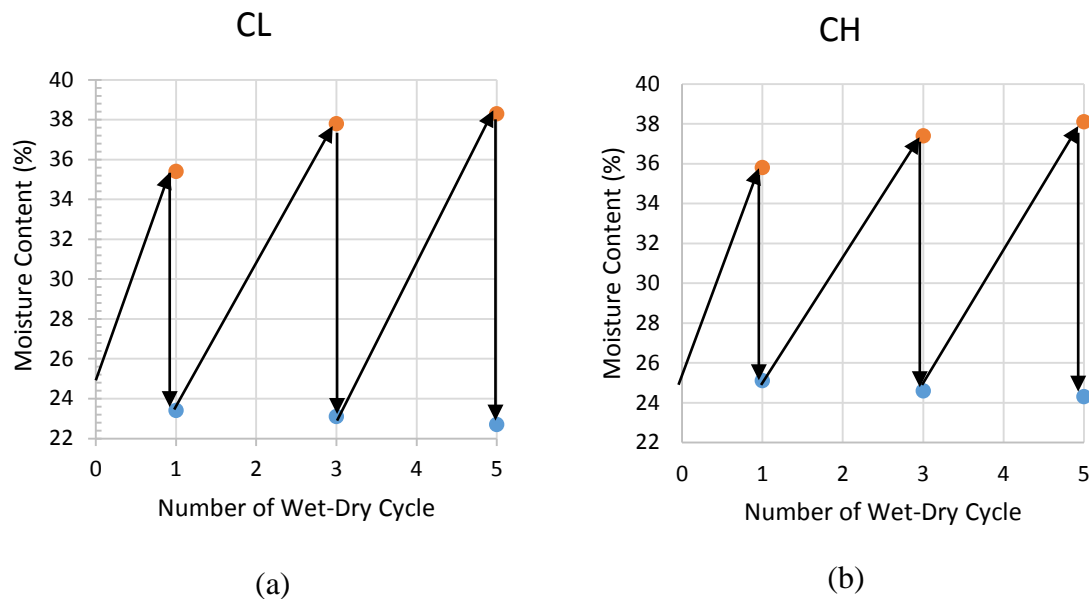 CL
40
38
36
34
32
30
28
26
24
22
Moisture Content (%)
0 1 2 3 4 5
Number of Wet-Dry Cycle
(a)
CH
40
38
36
34
32
30
28
26
24
22
Moisture Content (%)
0 1 2 3 4 5
Number of Wet-Dry Cycle
(b)